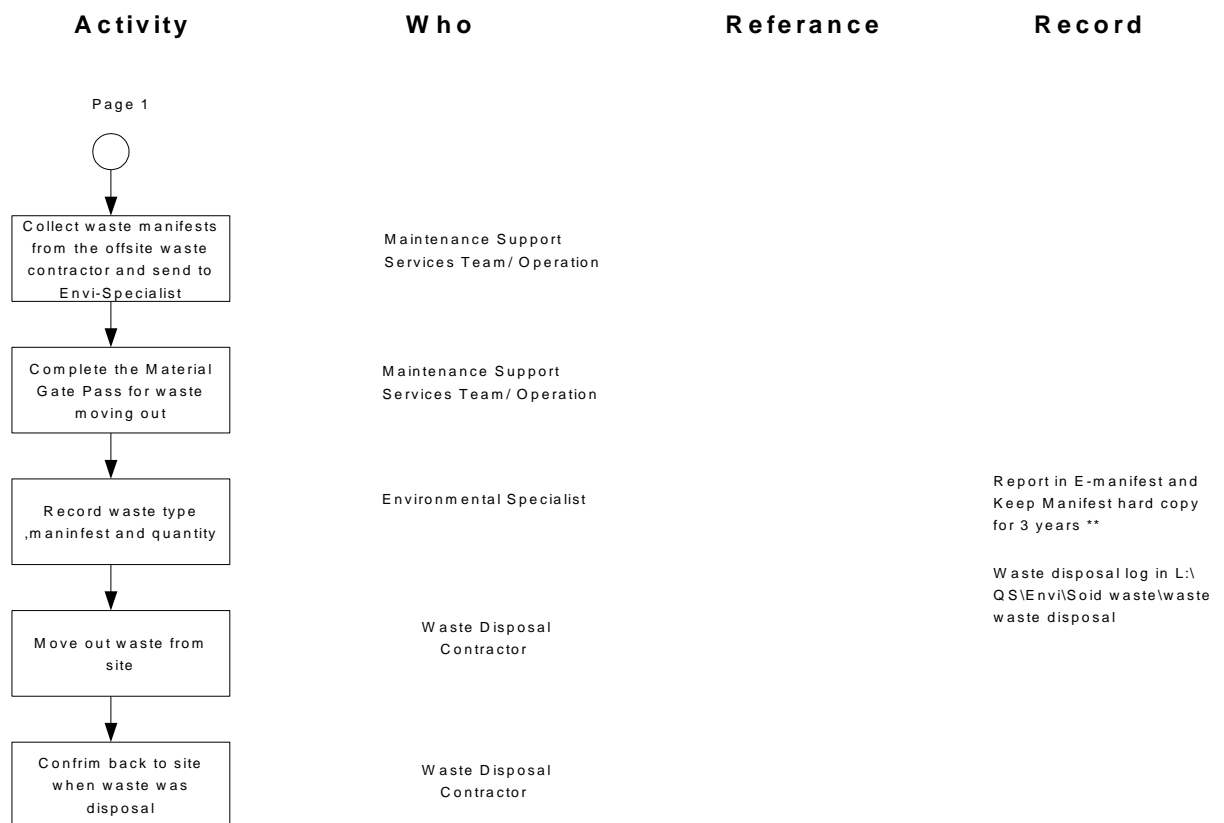 Activity Who Referance Record
Page 1
Collect waste manifests
from the offsite waste
contractor and send to
Envi-Specialist
Maintenance Support
Services Team/ Operation
Complete the Material
Gate Pass for waste
moving out
Maintenance Support
Services Team/ Operation
Record waste type
,maninfest and quantity
Environmental Specialist
Report in E-manifest and
Keep Manifest hard copy
for 3 years **
Waste disposal log in L:\
QS\Envi\Soid waste\waste
waste disposal
Move out waste from
site
Waste Disposal
Contractor
Confrim back to site
when waste was
disposal
Waste Disposal
Contractor